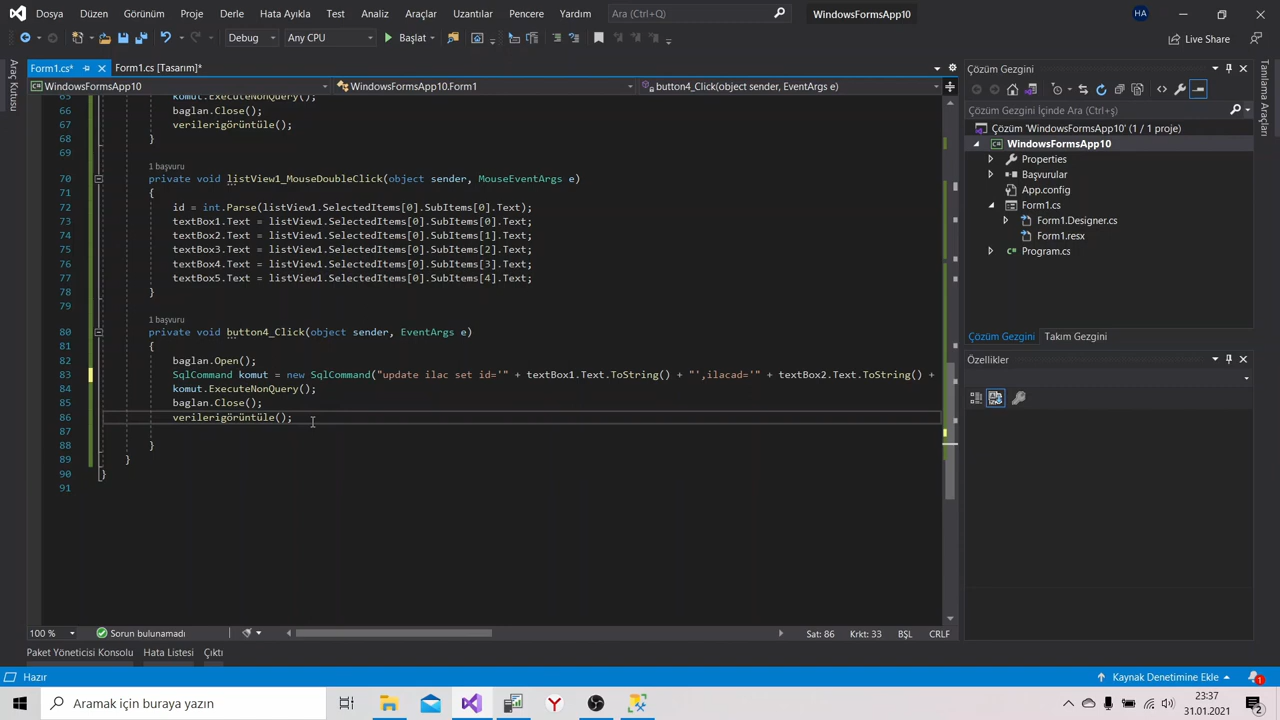 Dosya Düzen Görünüm Proje Derle Hata Ayıkla Test Analiz Araçlar Uzantılar Pencere Yardım Ara (Ctrl+Q) WindowsFormsApp10 HA
Debug Any CPU Başlat Live Share
Araç Kutusu
Form1.cs* Form1.cs [Tasarım]*
WindowsFormsApp10 WindowsFormsApp10.Form1 button4_Click(object sender, EventArgs e)
65 komut.ExecuteNonQuery();
66 baglan.Close();
67 verilerigörüntüle();
68 }
69
1 başvuru
70 private void listView1_MouseDoubleClick(object sender, MouseEventArgs e)
71 {
72 id = int.Parse(listView1.SelectedItems[0].SubItems[0].Text);
73 textBox1.Text = listView1.SelectedItems[0].SubItems[0].Text;
74 textBox2.Text = listView1.SelectedItems[0].SubItems[1].Text;
75 textBox3.Text = listView1.SelectedItems[0].SubItems[2].Text;
76 textBox4.Text = listView1.SelectedItems[0].SubItems[3].Text;
77 textBox5.Text = listView1.SelectedItems[0].SubItems[4].Text;
78 }
79
1 başvuru
80 private void button4_Click(object sender, EventArgs e)
81 {
82 baglan.Open();
83 SqlCommand komut = new SqlCommand("update ilac set id='" + textBox1.Text.ToString() + "',ilacad='" + textBox2.Text.ToString() +
84 komut.ExecuteNonQuery();
85 baglan.Close();
86 verilerigörüntüle();
87
88 }
89 }
90 }
91
100 % Sorun bulunamadı Satır: 86 Krkt: 33 BŞL CRLF
Paket Yöneticisi Konsolu Hata Listesi Çıktı
Çözüm Gezgini
Çözüm Gezgini İçinde Ara (Ctrl+ş)
Çözüm 'WindowsFormsApp10' (1 / 1 proje)
WindowsFormsApp10
Properties
Başvurular
App.config
Form1.cs
Form1.Designer.cs
Form1.resx
Program.cs
Çözüm Gezgini Takım Gezgini
Özellikler
Tanılama Araçları
Hazır Kaynak Denetimine Ekle 1
Aramak için buraya yazın 23:37
31.01.2021 2